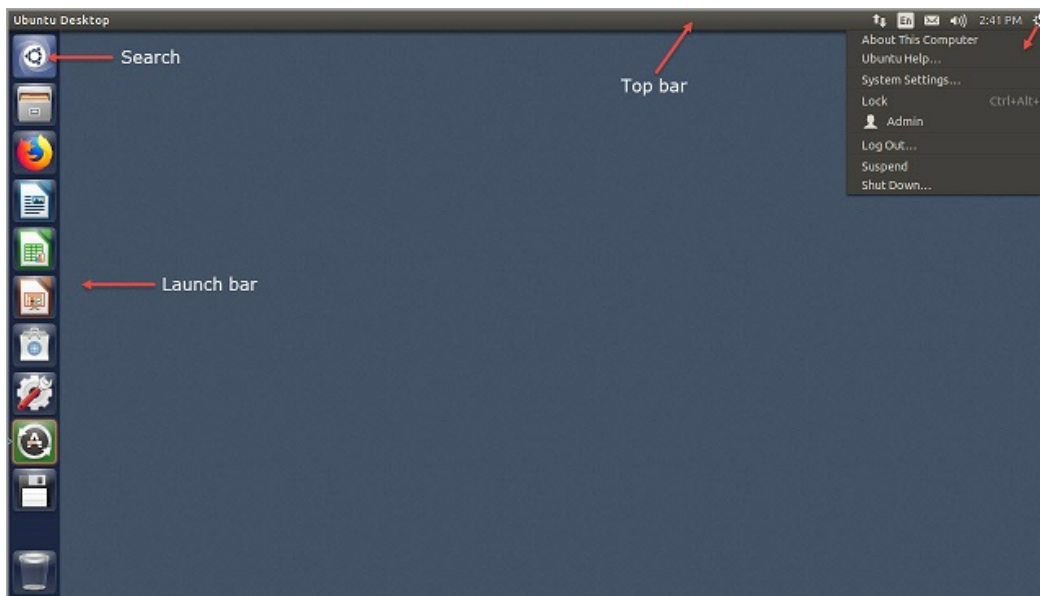 Ubuntu Desktop
En
2:41 PM
Search
Top bar
About This Computer
Ubuntu Help...
System Settings...
Lock Ctrl+Alt+
Admin
Log Out...
Suspend
Shut Down...
Launch bar